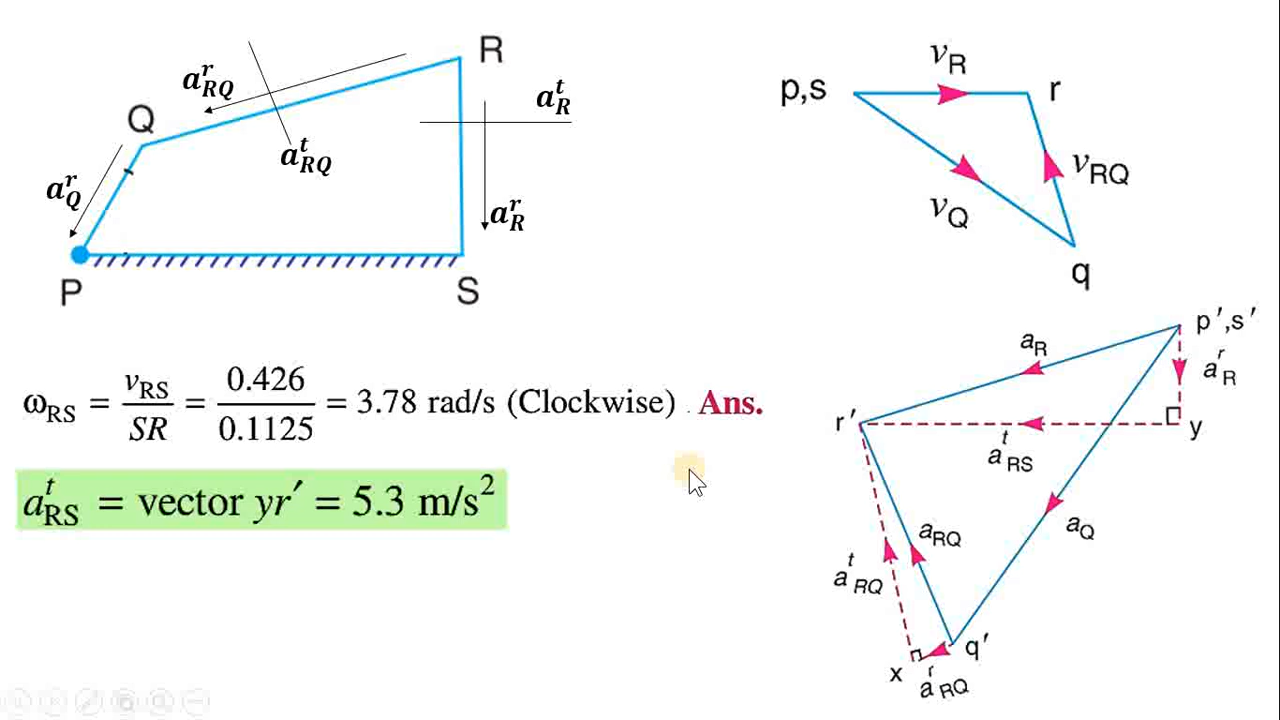 R
a^r_RQ
a^t_R
Q
a^t_RQ
a^r_Q
a^r_R
P
S
v_R
p,s
r
v_RQ
v_Q
q
ω_RS = v_RS / SR = 0.426 / 0.1125 = 3.78 rad/s (Clockwise) . Ans.
a^t_RS = vector yr′ = 5.3 m/s²
p′,s′
a_R
a^r_R
r′
y
a^t_RS
a_RQ
a_Q
a^t_RQ
q′
x
a^r_RQ